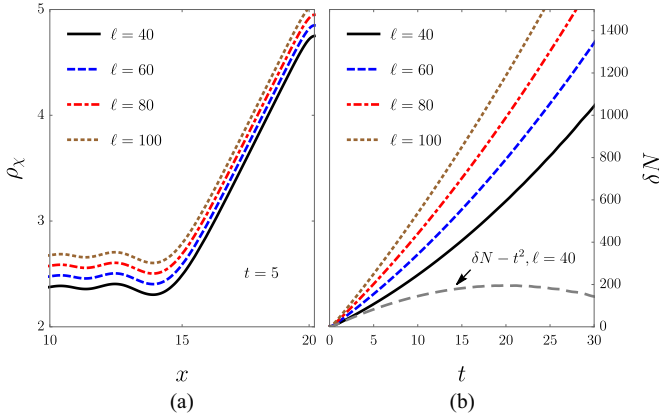 5
4
3
2
ρχ
ℓ = 40
ℓ = 60
ℓ = 80
ℓ = 100
t = 5
10
15
20
x
(a)
ℓ = 40
ℓ = 60
ℓ = 80
ℓ = 100
δN − t², ℓ = 40
1400
1200
1000
800
600
400
200
0
δN
0
5
10
15
20
25
30
t
(b)